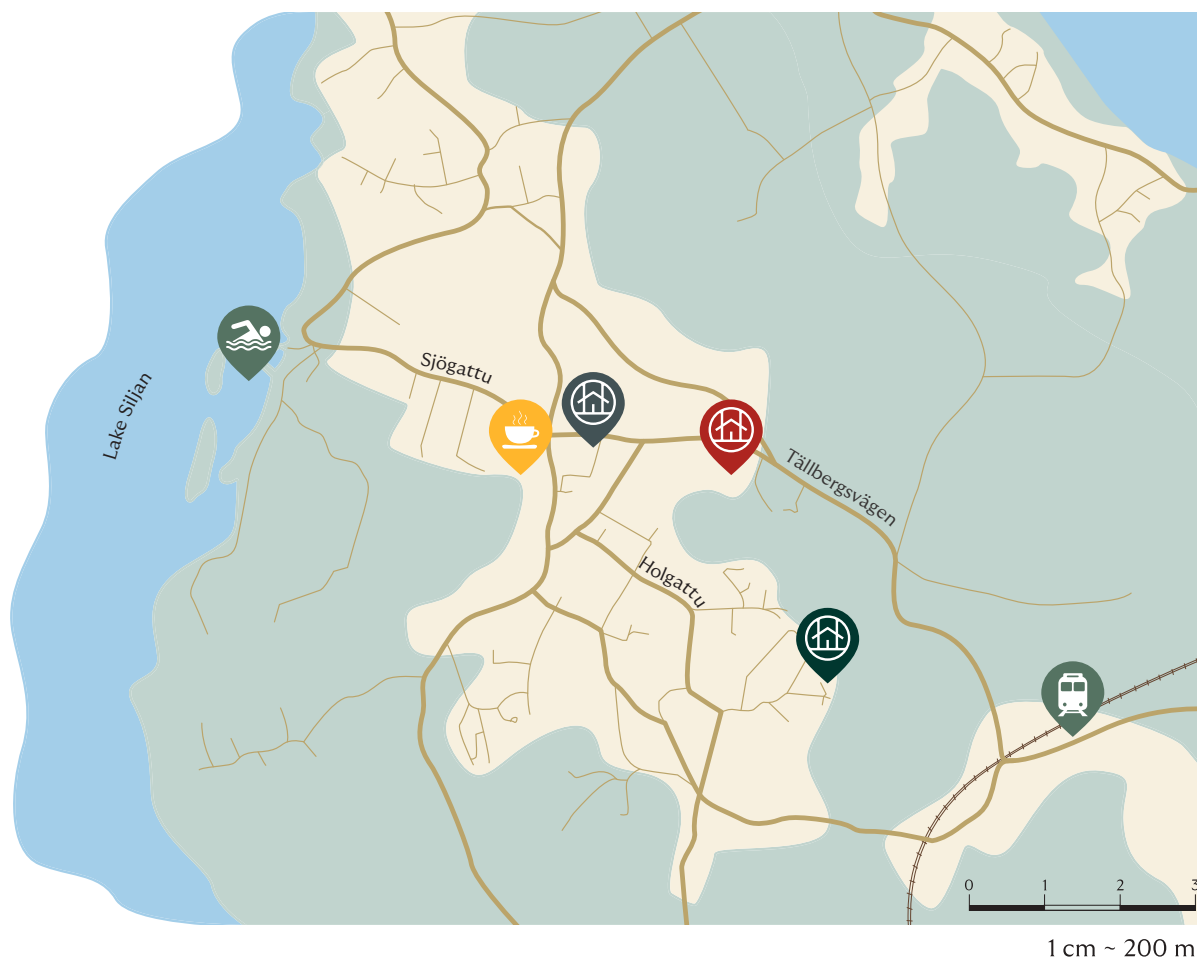 Sjögattu
Lake Siljan
Tällbergsvägen
Holgattu
0 1 2 3
1 cm ~ 200 m